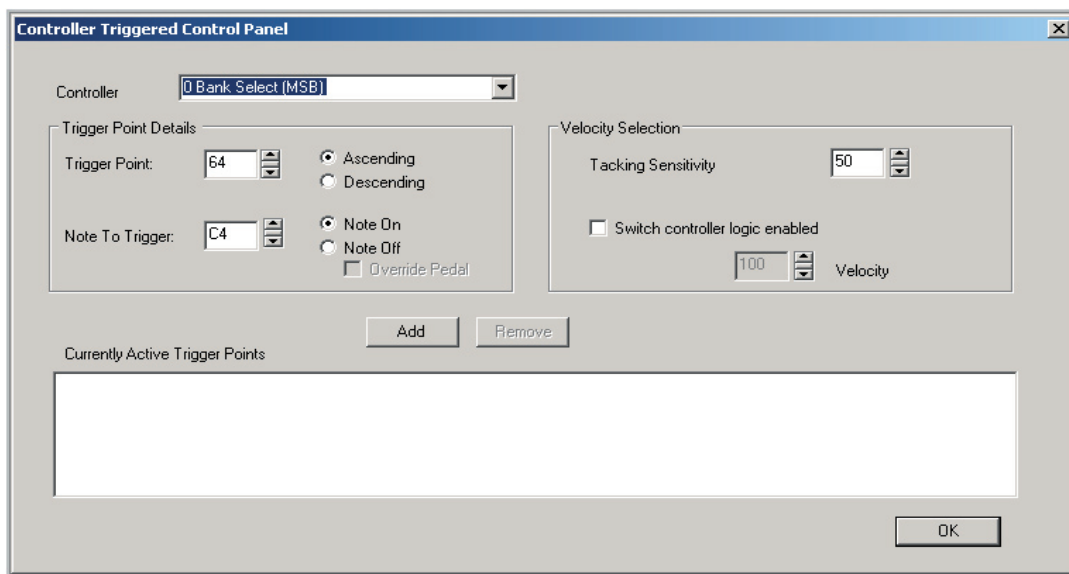 Controller Triggered Control Panel
Controller 0 Bank Select (MSB)
Trigger Point Details
Trigger Point: 64 Ascending
Descending
Note To Trigger: C4 Note On
Note Off
Override Pedal
Velocity Selection
Tacking Sensitivity 50
Switch controller logic enabled
100 Velocity
Add Remove
Currently Active Trigger Points
OK